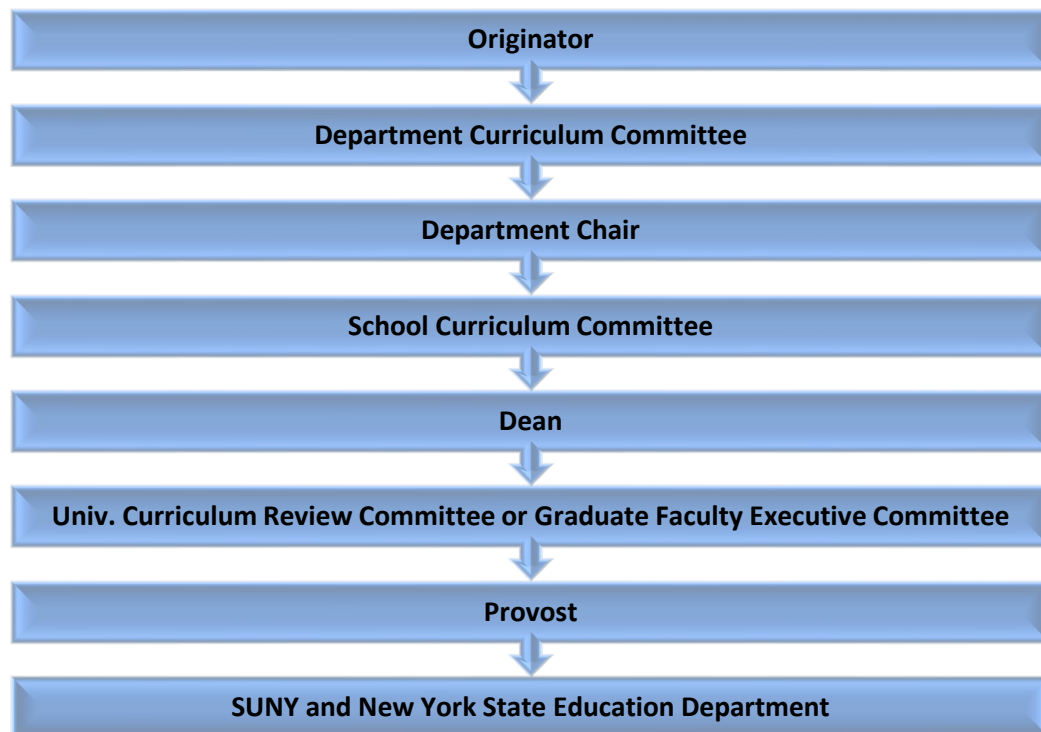 Originator
Department Curriculum Committee
Department Chair
School Curriculum Committee
Dean
Univ. Curriculum Review Committee or Graduate Faculty Executive Committee
Provost
SUNY and New York State Education Department